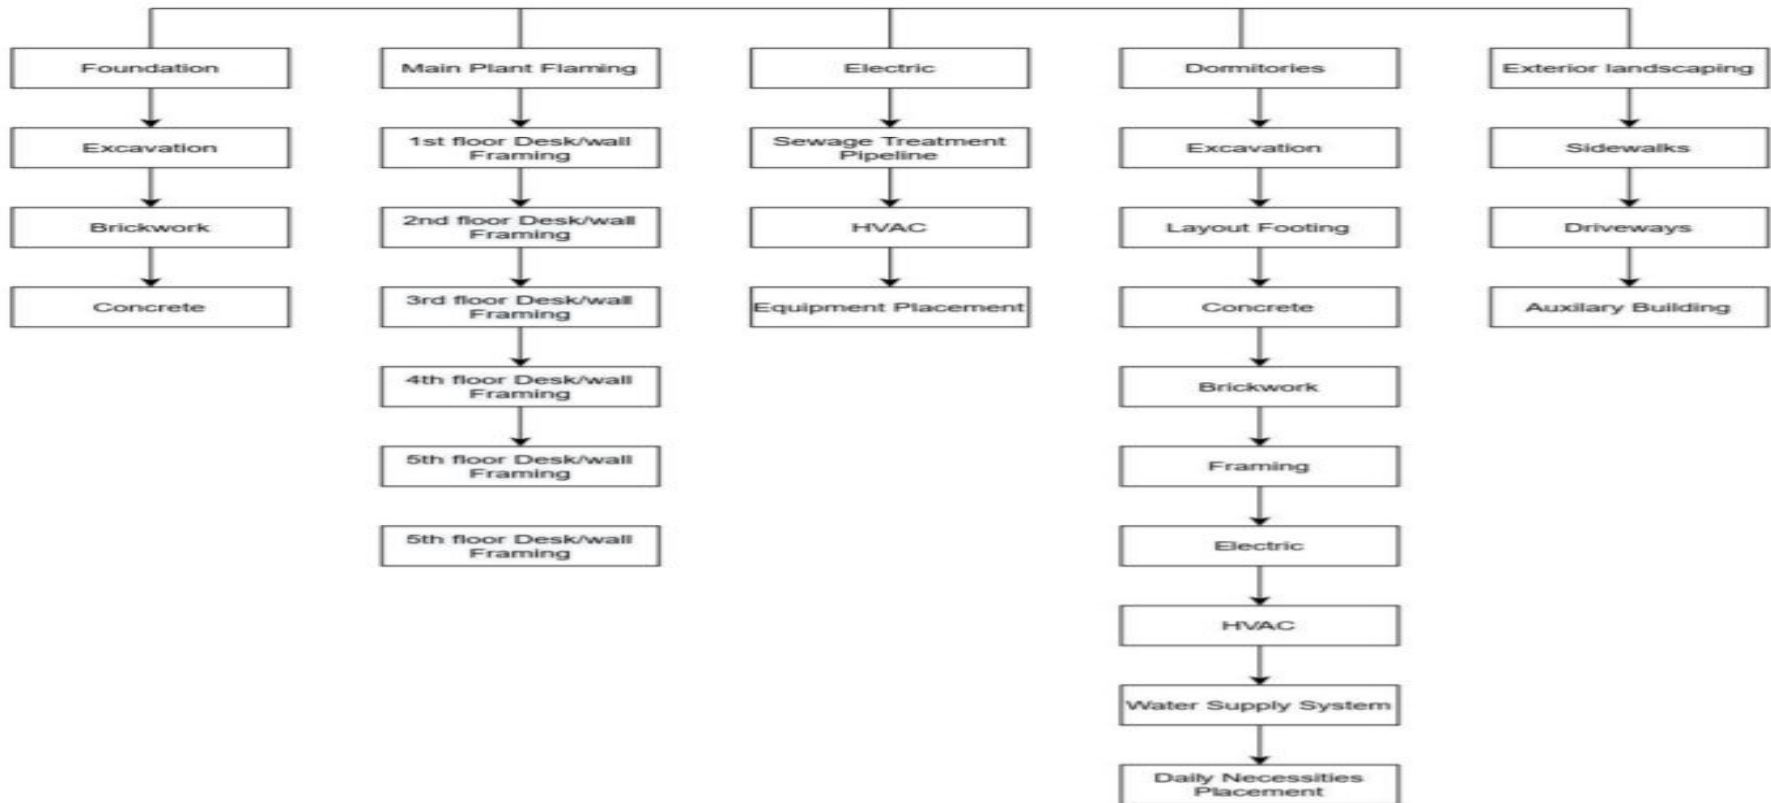 Foundation
Main Plant Flaming
Electric
Dormitories
Exterior landscaping
Excavation
1st floor Desk/wall
Framing
Sewage Treatment
Pipeline
Excavation
Sidewalks
Brickwork
2nd floor Desk/wall
Framing
HVAC
Layout Footing
Driveways
Concrete
3rd floor Desk/wall
Framing
Equipment Placement
Concrete
Auxilary Building
4th floor Desk/wall
Framing
Brickwork
5th floor Desk/wall
Framing
Framing
5th floor Desk/wall
Framing
Electric
HVAC
Water Supply System
Daily Necessities
Placement